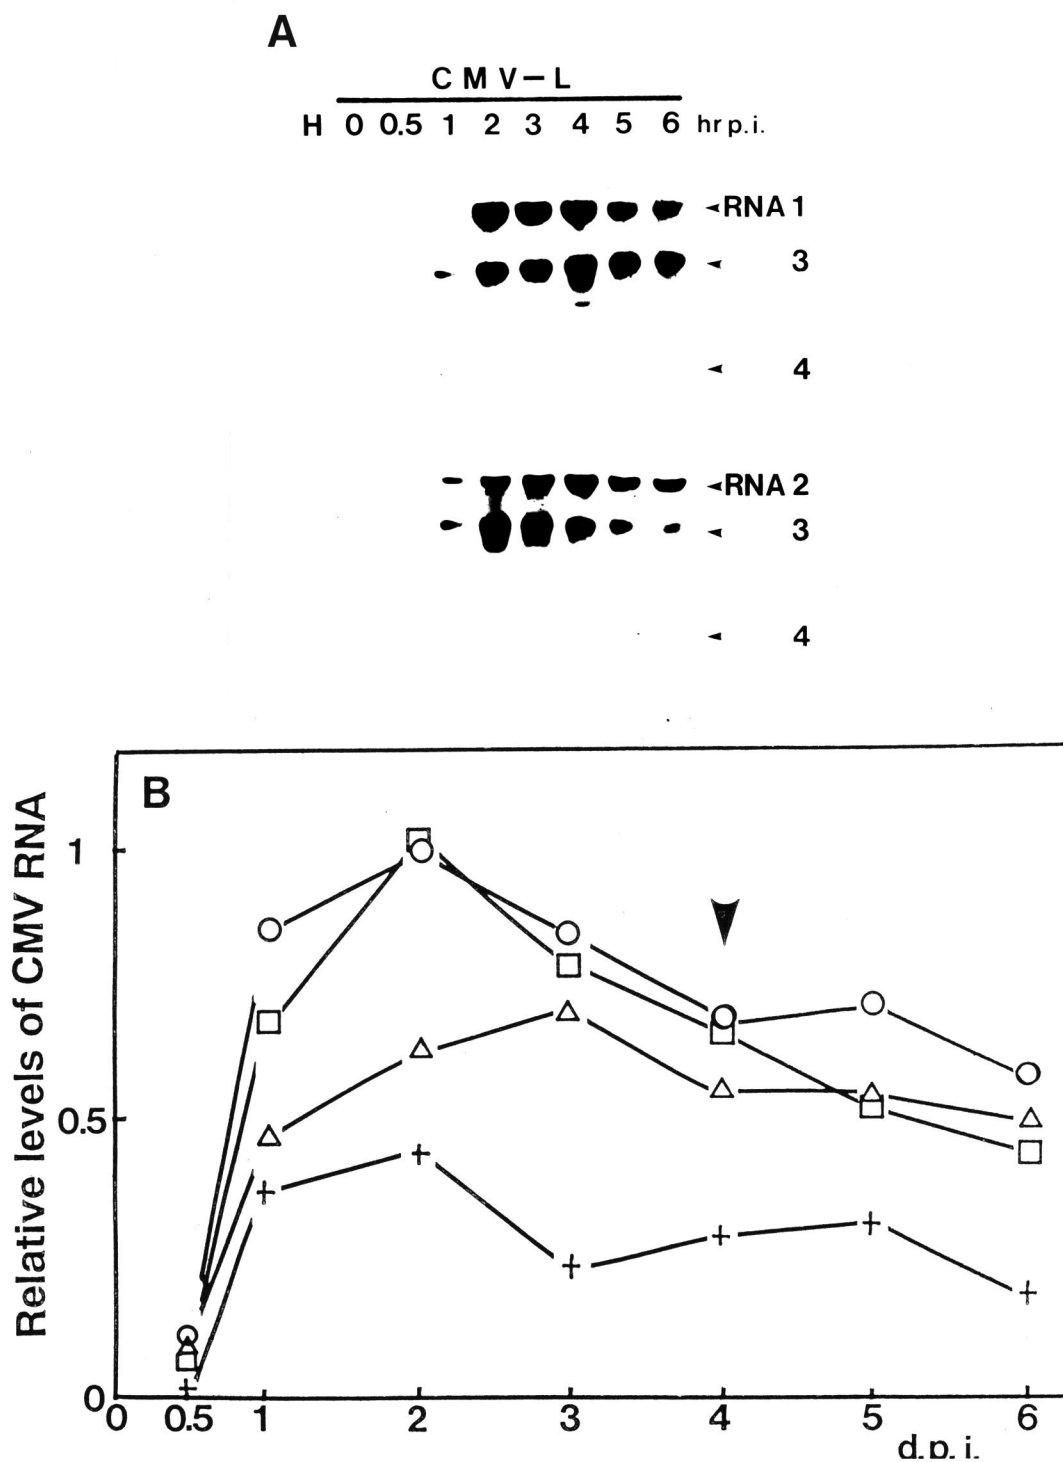 A
CMV-L
H 0 0.5 1 2 3 4 5 6 hr p.i.
RNA 1
3
4
RNA 2
3
4
B
Relative levels of CMV RNA
1
0.5
0
0 0.5 1 2 3 4 5 6
d.p.i.